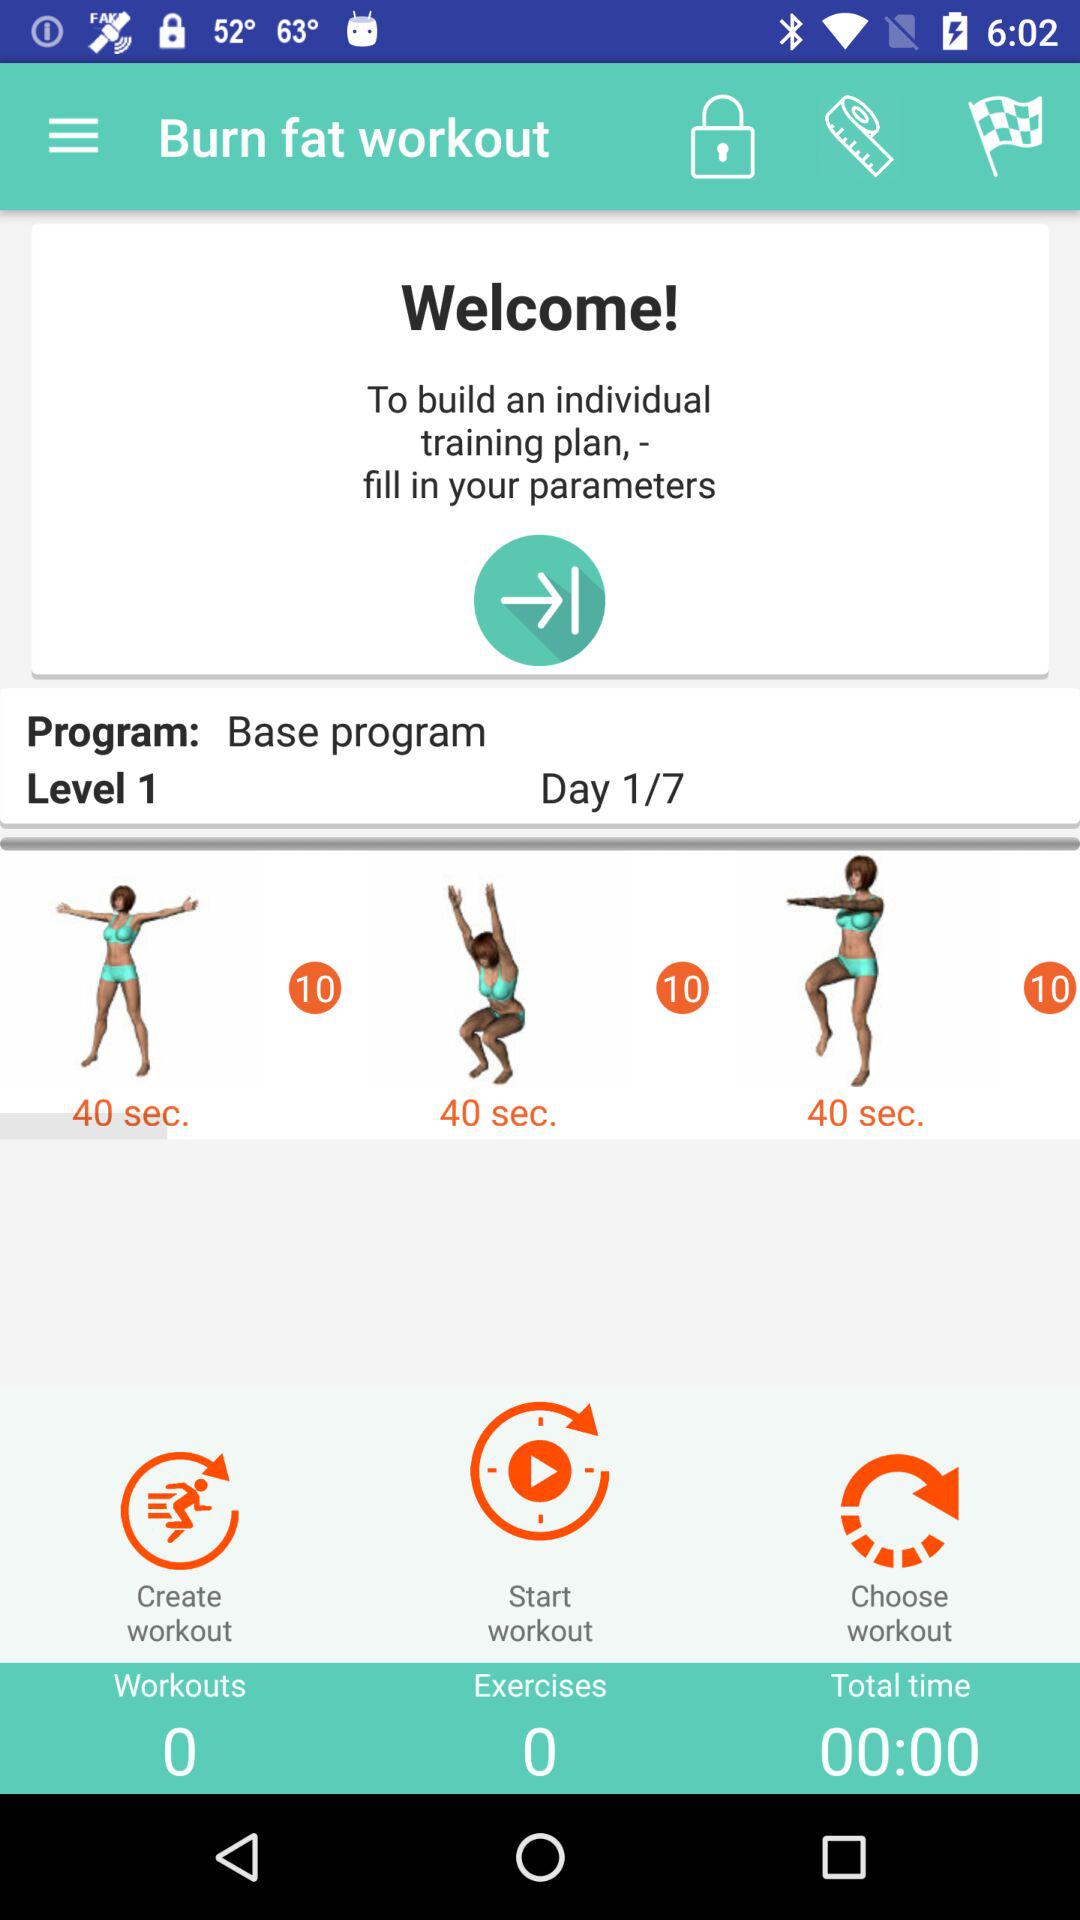 FAKE 52° 63° 6:02
Burn fat workout
Welcome!
To build an individual
training plan, -
fill in your parameters
Program: Base program
Level 1 Day 1/7
10 10 10
40 sec. 40 sec. 40 sec.
Create workout
Start workout
Choose workout
Workouts Exercises Total time
0 0 00:00